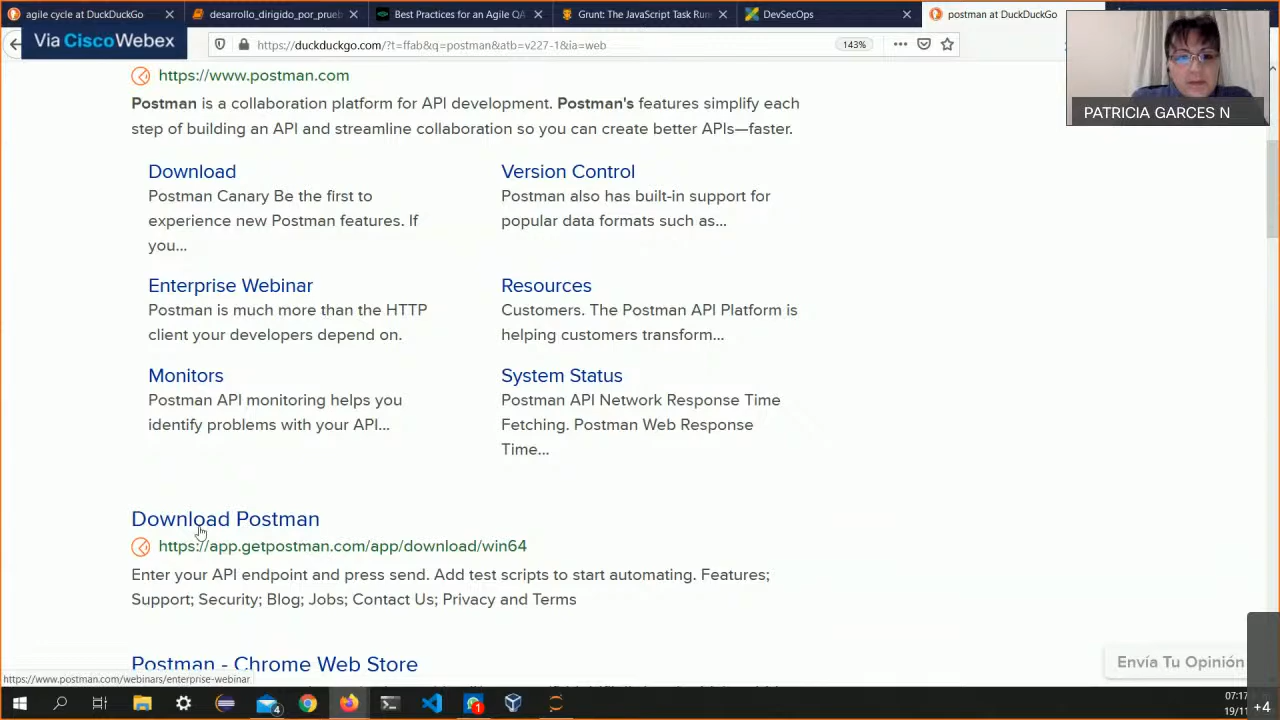 agile cycle at DuckDuckGo
desarrollo_dirigido_por_prueb
Best Practices for an Agile QA
Grunt: The JavaScript Task Run
DevSecOps
postman at DuckDuckGo
Via CiscoWebex
https://duckduckgo.com/?t=ffab&q=postman&atb=v227-1&ia=web
143%
PATRICIA GARCES N
https://www.postman.com
Postman is a collaboration platform for API development. Postman's features simplify each
step of building an API and streamline collaboration so you can create better APIs—faster.
Download
Postman Canary Be the first to
experience new Postman features. If
you...
Version Control
Postman also has built-in support for
popular data formats such as...
Enterprise Webinar
Postman is much more than the HTTP
client your developers depend on.
Resources
Customers. The Postman API Platform is
helping customers transform...
Monitors
Postman API monitoring helps you
identify problems with your API...
System Status
Postman API Network Response Time
Fetching. Postman Web Response
Time...
Download Postman
https://app.getpostman.com/app/download/win64
Enter your API endpoint and press send. Add test scripts to start automating. Features;
Support; Security; Blog; Jobs; Contact Us; Privacy and Terms
Postman - Chrome Web Store
Envía Tu Opinión
https://www.postman.com/webinars/enterprise-webinar
4
1
07:17
19/11
+4